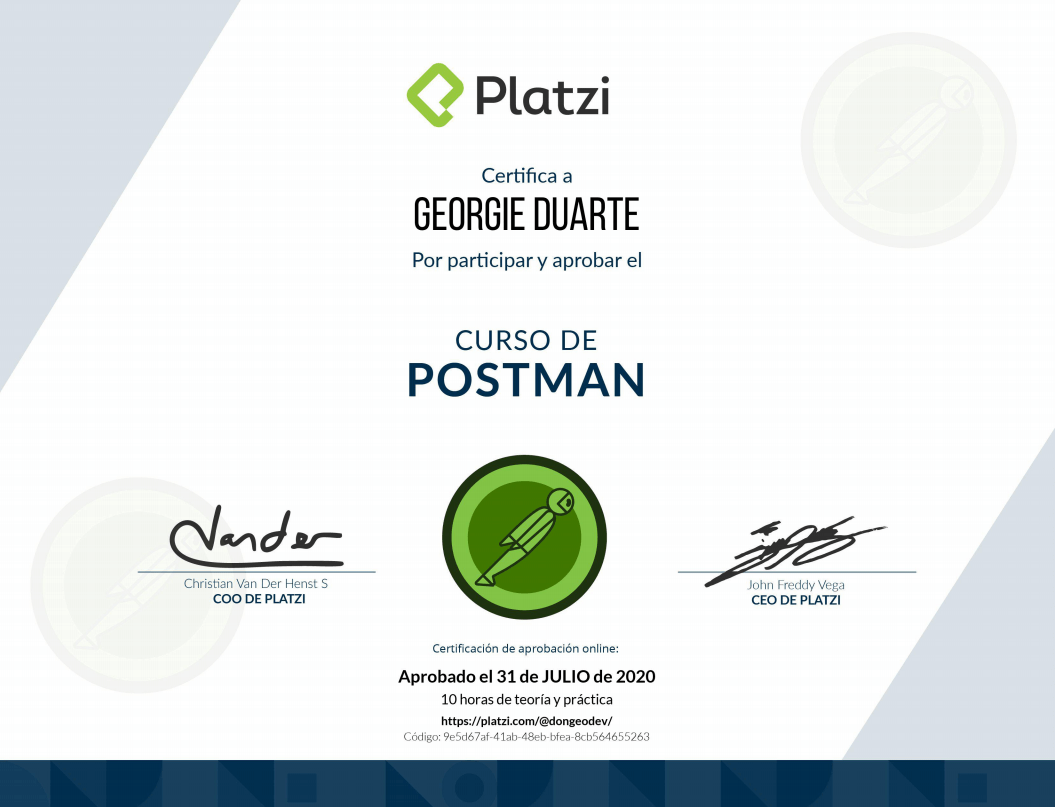 Platzi
Certifica a
GEORGIE DUARTE
Por participar y aprobar el
CURSO DE
POSTMAN
Vander
Christian Van Der Henst S
COO DE PLATZI
John Freddy Vega
CEO DE PLATZI
Certificación de aprobación online:
Aprobado el 31 de JULIO de 2020
10 horas de teoría y práctica
https://platzi.com/@dongeodev/
Código: 9e5d67af-41ab-48eb-bfea-8cb564655263